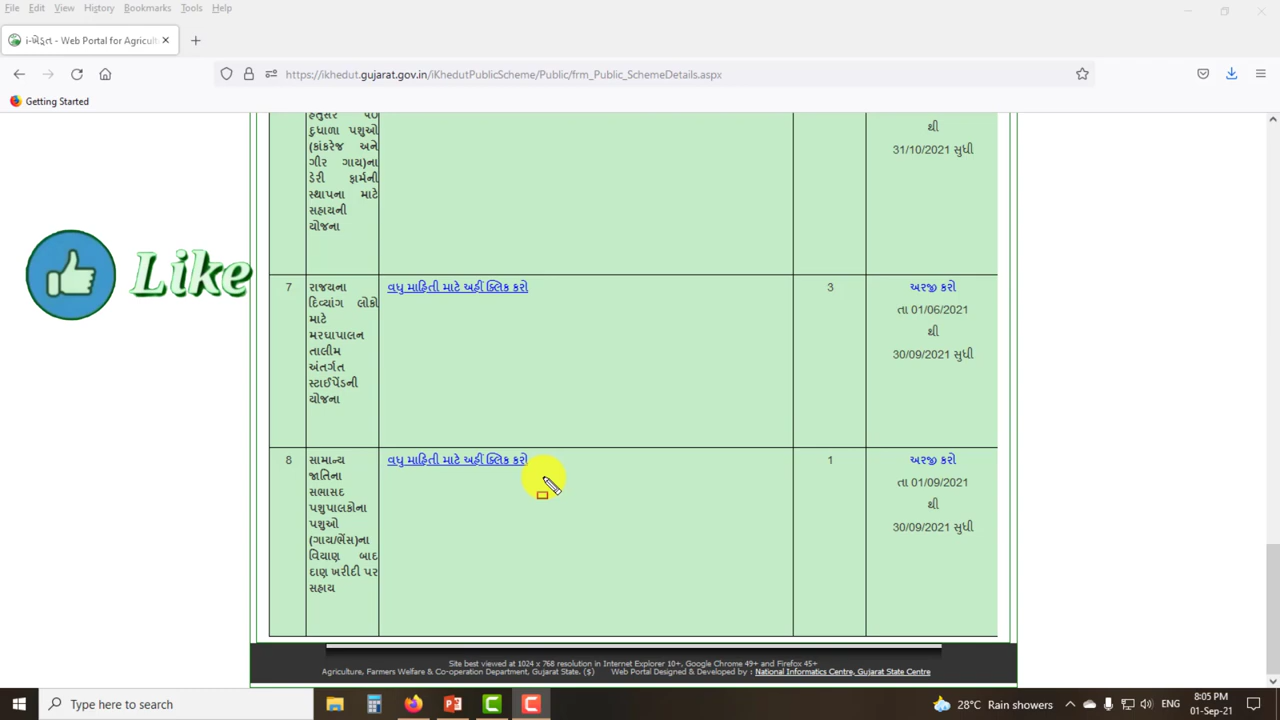 File Edit View History Bookmarks Tools Help
i-ખેડૂત - Web Portal for Agricult
https://ikhedut.gujarat.gov.in/iKhedutPublicScheme/Public/frm_Public_SchemeDetails.aspx
Getting Started
હેતુસર ૫૦
દુધાળા પશુઓ
(કાંકરેજ અને
ગીર ગાય)ના
ડેરી ફાર્મની
સ્થાપના માટે
સહાયની
યોજના
થી
31/10/2021 સુધી
Like
7
રાજયના
દિવ્યાંગ લોકો
માટે
મરઘાપાલન
તાલીમ
અંતર્ગત
સ્ટાઈપેંડની
યોજના
વધુ માહિતી માટે અહીં ક્લિક કરો
3
અરજી કરો
તા 01/06/2021
થી
30/09/2021 સુધી
8
સામાન્ય
જાતિના
સભાસદ
પશુપાલકોના
પશુઓ
(ગાય/ભેંસ)ના
વિયાણ બાદ
દાણ ખરીદી પર
સહાય
વધુ માહિતી માટે અહીં ક્લિક કરો
1
અરજી કરો
તા 01/09/2021
થી
30/09/2021 સુધી
Site best viewed at 1024 x 768 resolution in Internet Explorer 10+, Google Chrome 49+ and Firefox 45+
Agriculture, Farmers Welfare & Co-operation Department, Gujarat State. ($) Web Portal Designed & Developed by : National Informatics Centre, Gujarat State Centre
Type here to search
28°C Rain showers
ENG
8:05 PM
01-Sep-21